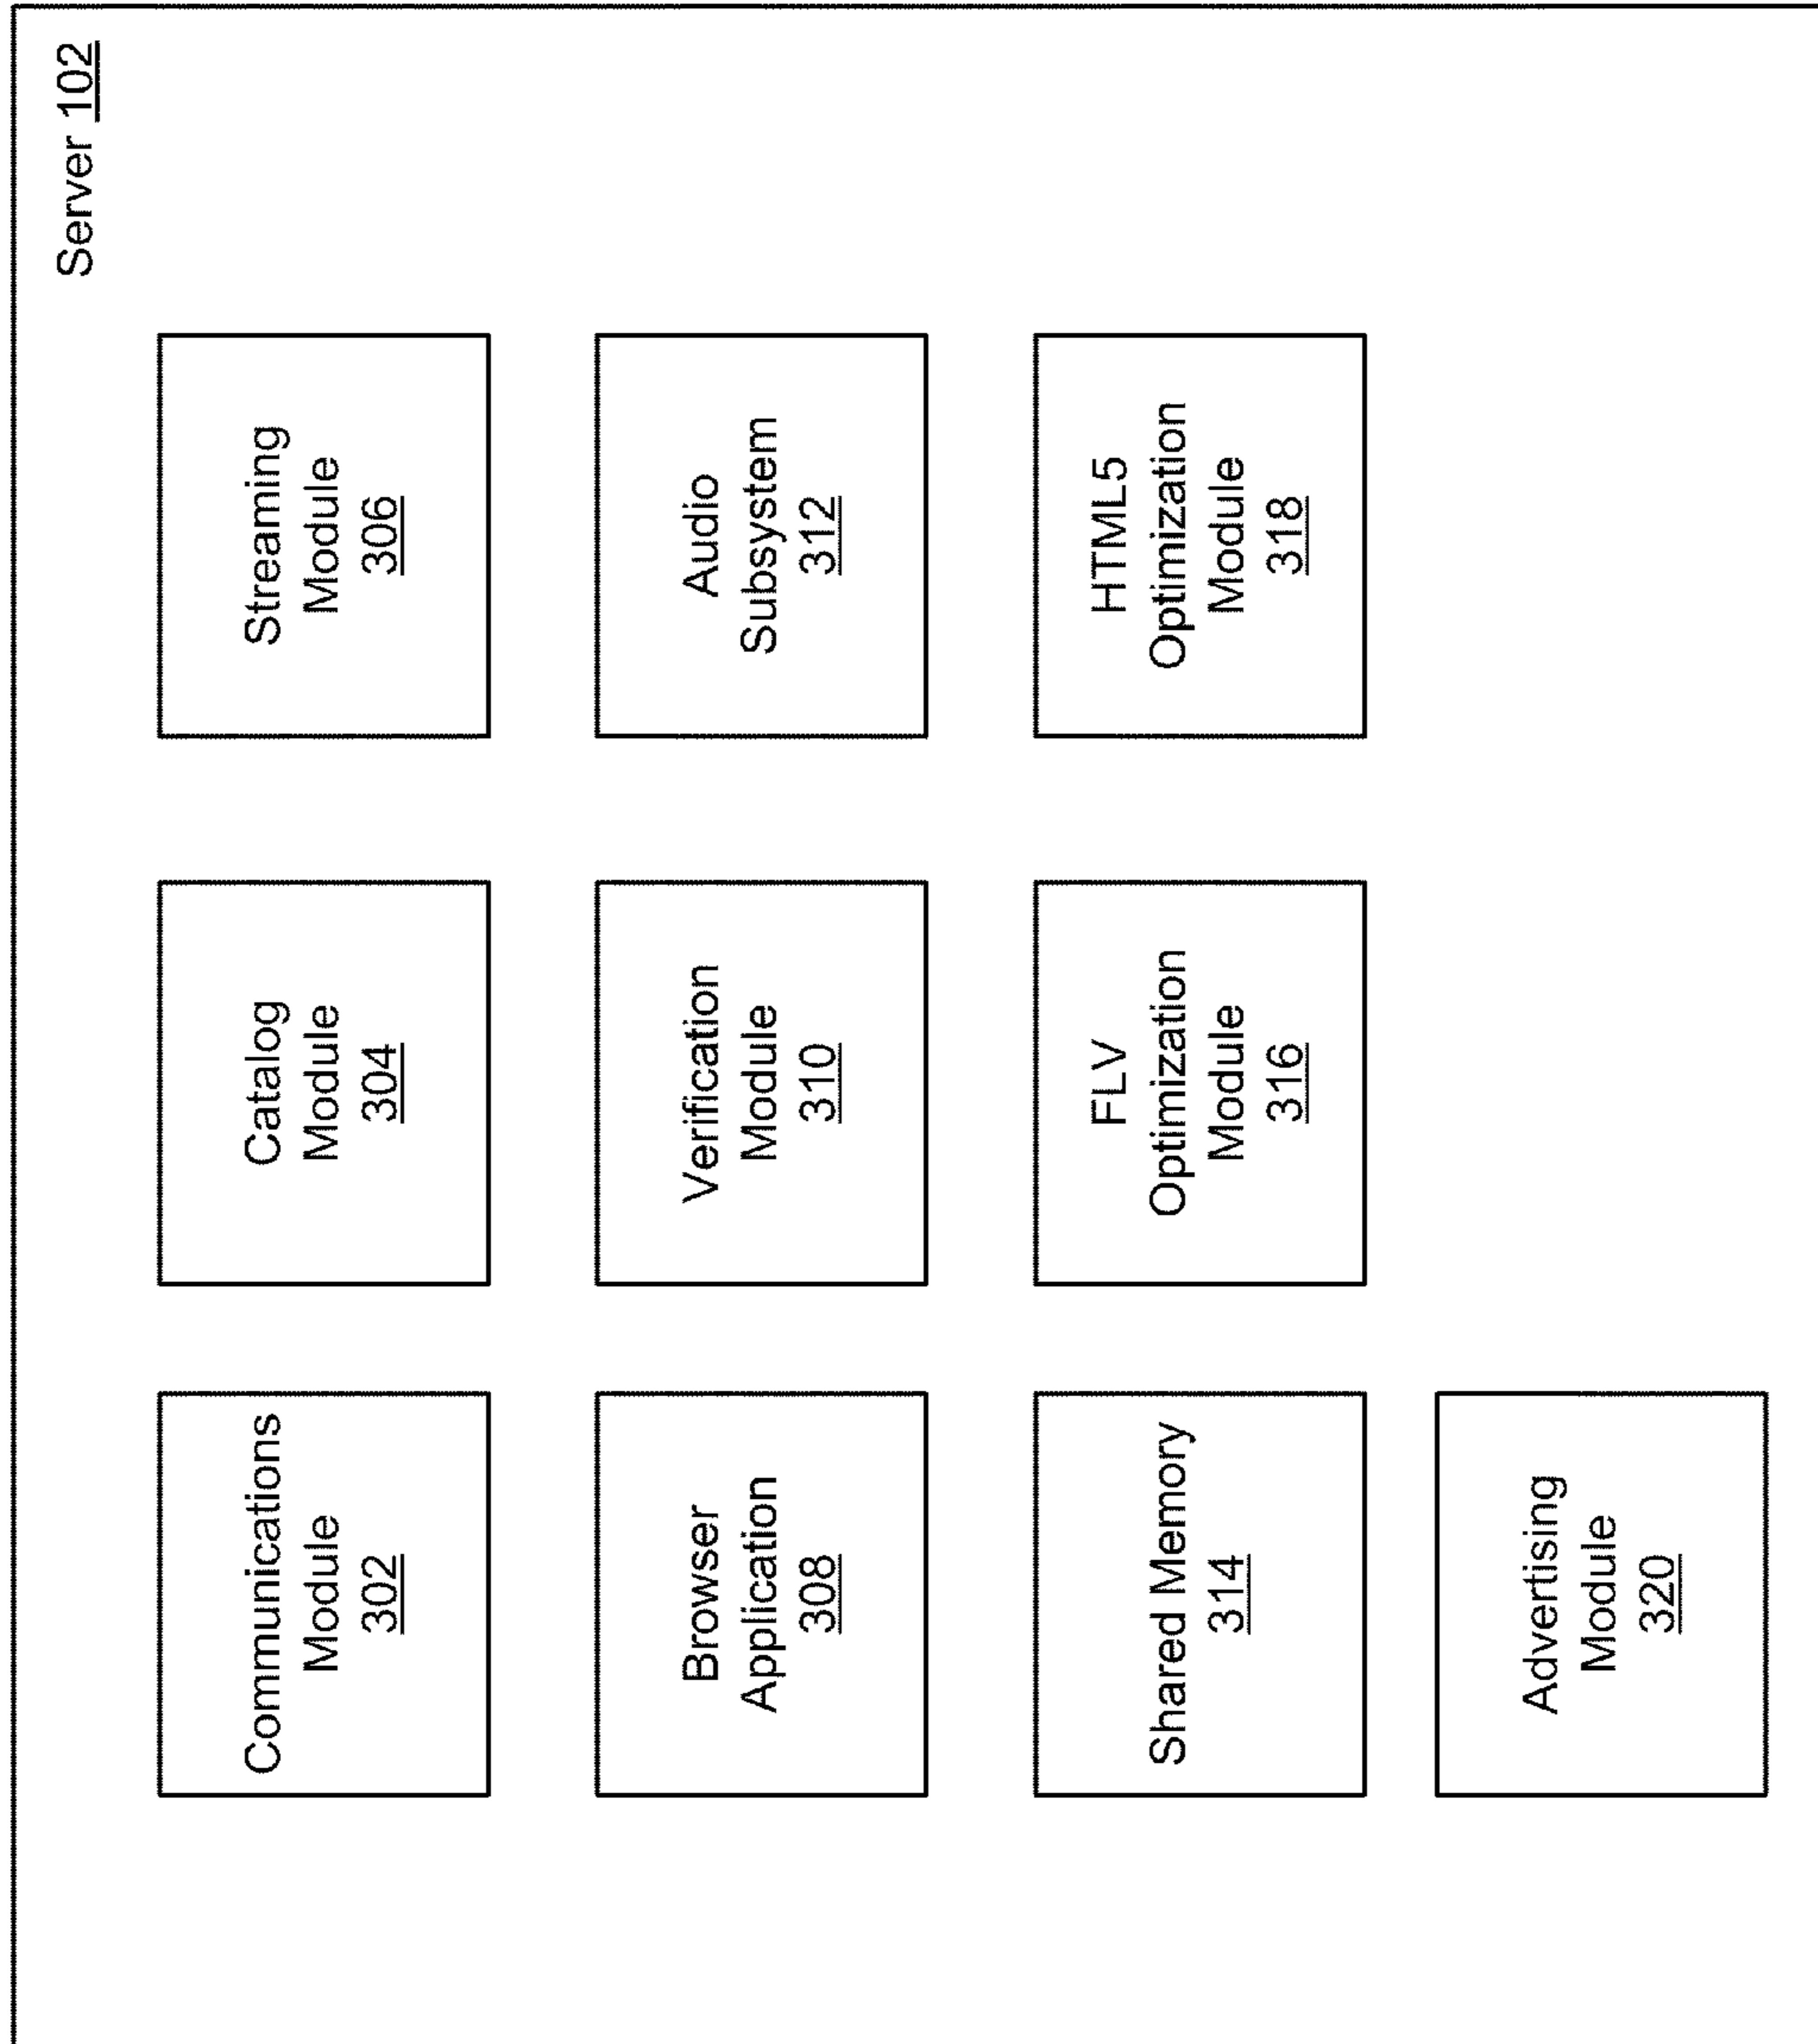 Server 102
Communications
Module
302
Catalog
Module
304
Streaming
Module
306
Browser
Application
308
Verification
Module
310
Audio
Subsystem
312
Shared Memory
314
FLV
Optimization
Module
316
HTML5
Optimization
Module
318
Advertising
Module
320